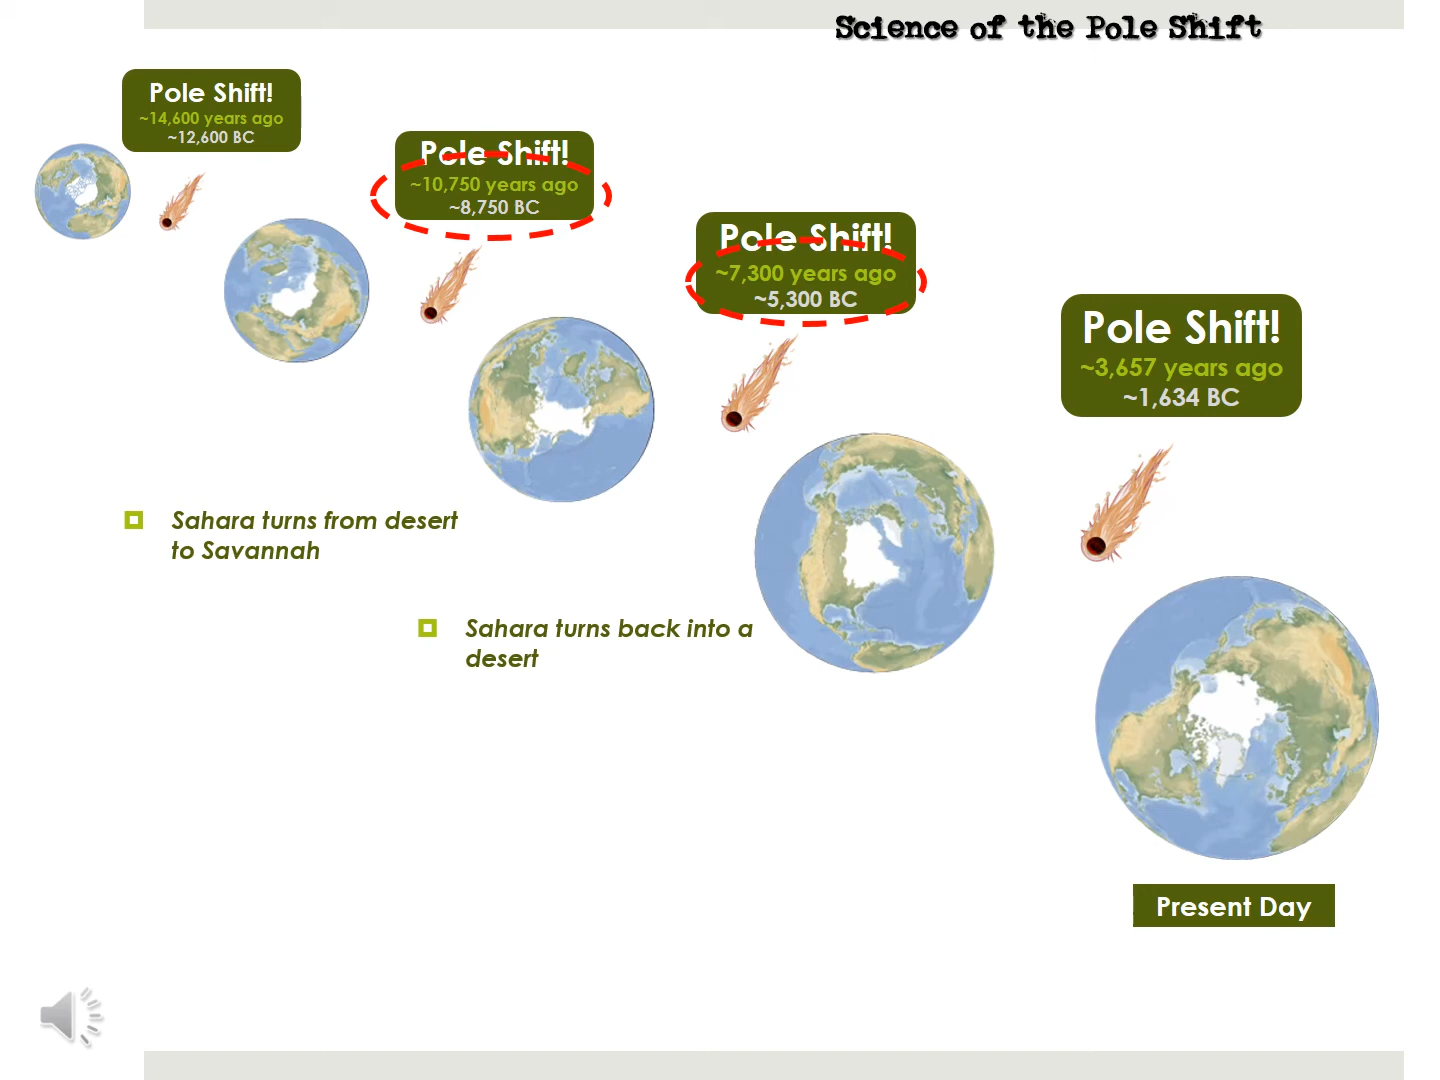 Science of the Pole Shift
Pole Shift!
~14,600 years ago
~12,600 BC
Pole Shift!
~10,750 years ago
~8,750 BC
Pole Shift!
~7,300 years ago
~5,300 BC
Pole Shift!
~3,657 years ago
~1,634 BC
Sahara turns from desert
to Savannah
Sahara turns back into a
desert
Present Day